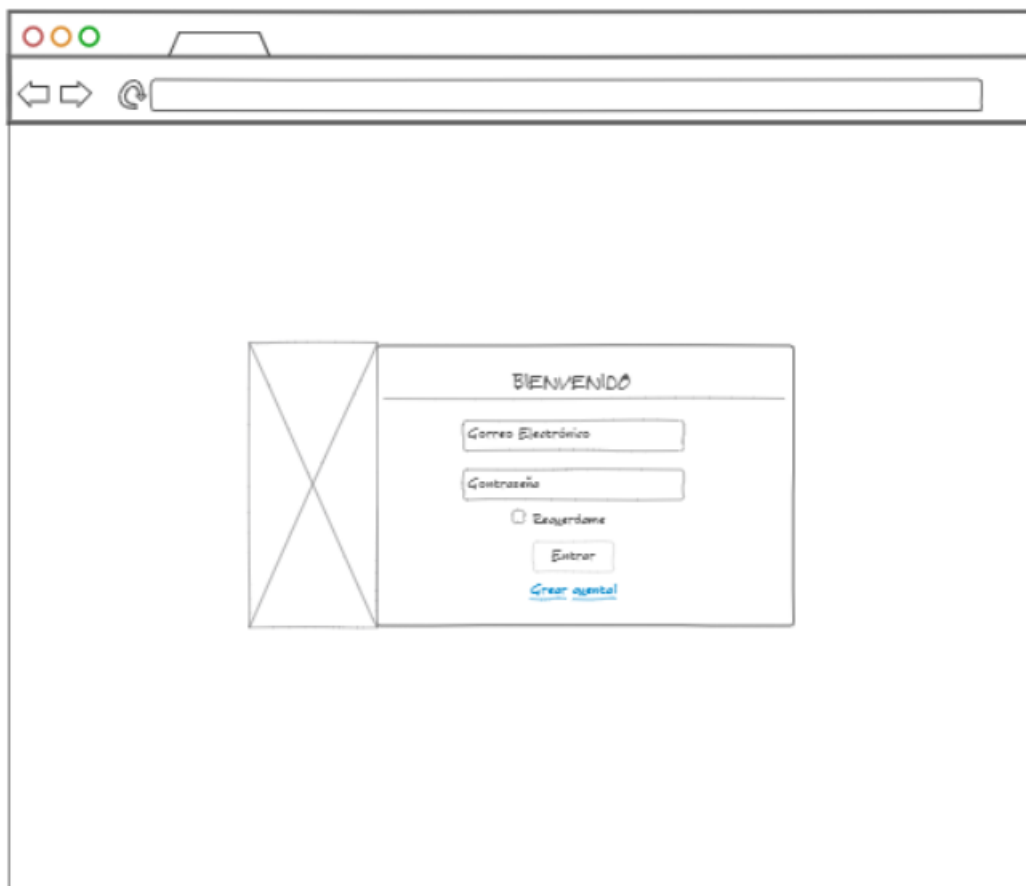 BIENVENIDO
Correo Electrónico
Contraseña
Recuerdame
Entrar
Crear cuenta!